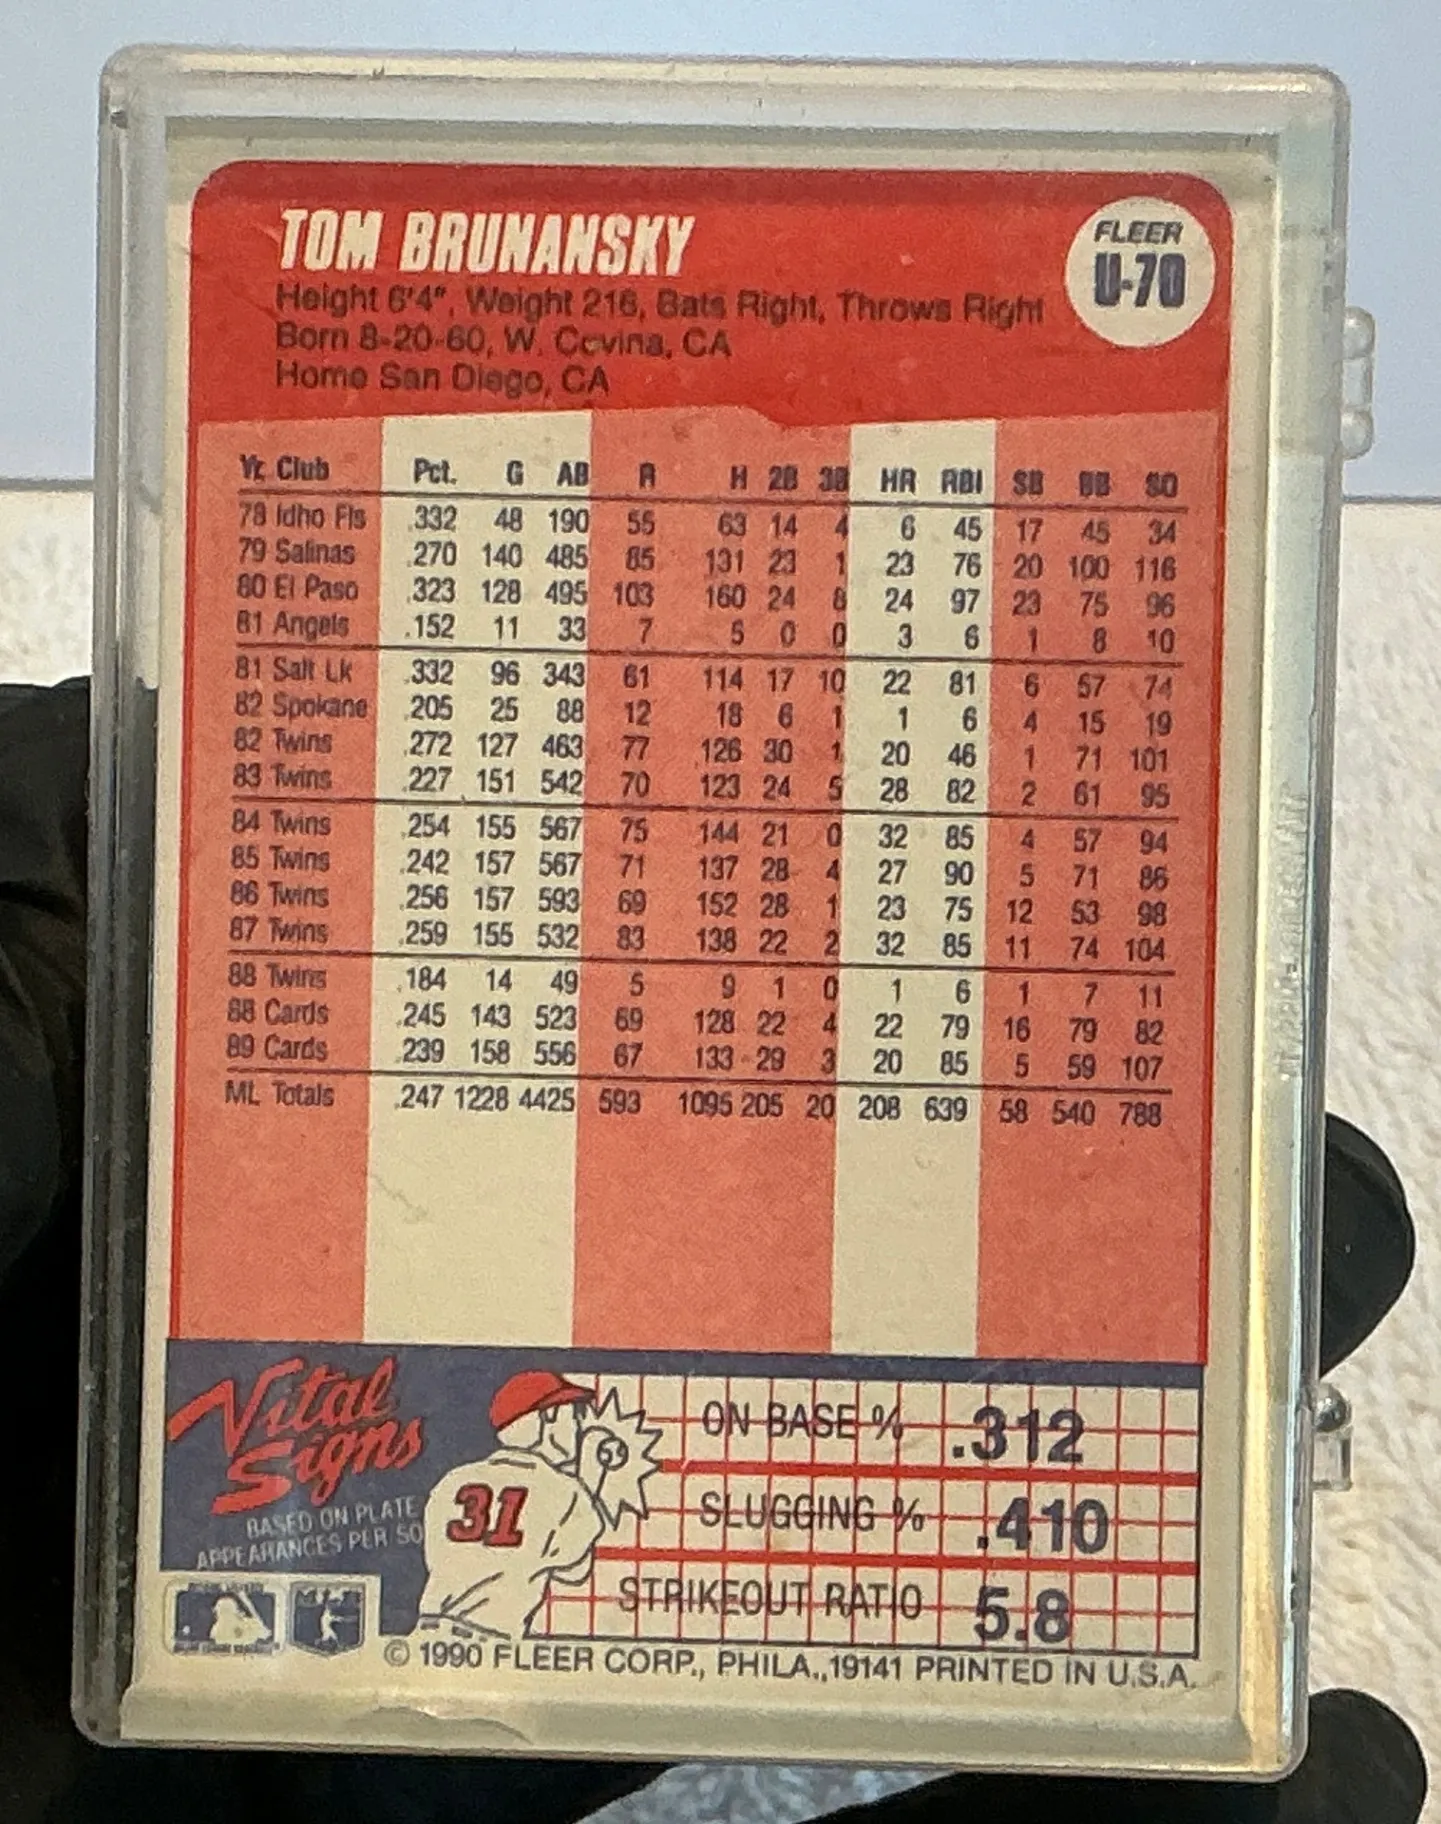 TOM BRUNANSKY
FLEER
U-70
Height 6'4", Weight 216, Bats Right, Throws Right
Born 8-20-60, W. Covina, CA
Home San Diego, CA
Yr. Club Pct. G AB R H 2B 3B HR RBI SB BB SO
78 Idho Fls .332 48 190 55 63 14 4 6 45 17 45 34
79 Salinas .270 140 485 85 131 23 1 23 76 20 100 116
80 El Paso .323 128 495 103 160 24 8 24 97 23 75 96
81 Angels .152 11 33 7 5 0 0 3 6 1 8 10
81 Salt Lk .332 96 343 61 114 17 10 22 81 6 57 74
82 Spokane .205 25 88 12 18 6 1 1 6 4 15 19
82 Twins .272 127 463 77 126 30 1 20 46 1 71 101
83 Twins .227 151 542 70 123 24 5 28 82 2 61 95
84 Twins .254 155 567 75 144 21 0 32 85 4 57 94
85 Twins .242 157 567 71 137 28 4 27 90 5 71 86
86 Twins .256 157 593 69 152 28 1 23 75 12 53 98
87 Twins .259 155 532 83 138 22 2 32 85 11 74 104
88 Twins .184 14 49 5 9 1 0 1 6 1 7 11
88 Cards .245 143 523 69 128 22 4 22 79 16 79 82
89 Cards .239 158 556 67 133 29 3 20 85 5 59 107
ML Totals .247 1228 4425 593 1095 205 20 208 639 58 540 788
Vital
Signs
BASED ON PLATE
APPEARANCES PER SO
31
ON BASE % .312
SLUGGING % .410
STRIKEOUT RATIO 5.8
© 1990 FLEER CORP., PHILA.,19141 PRINTED IN U.S.A.